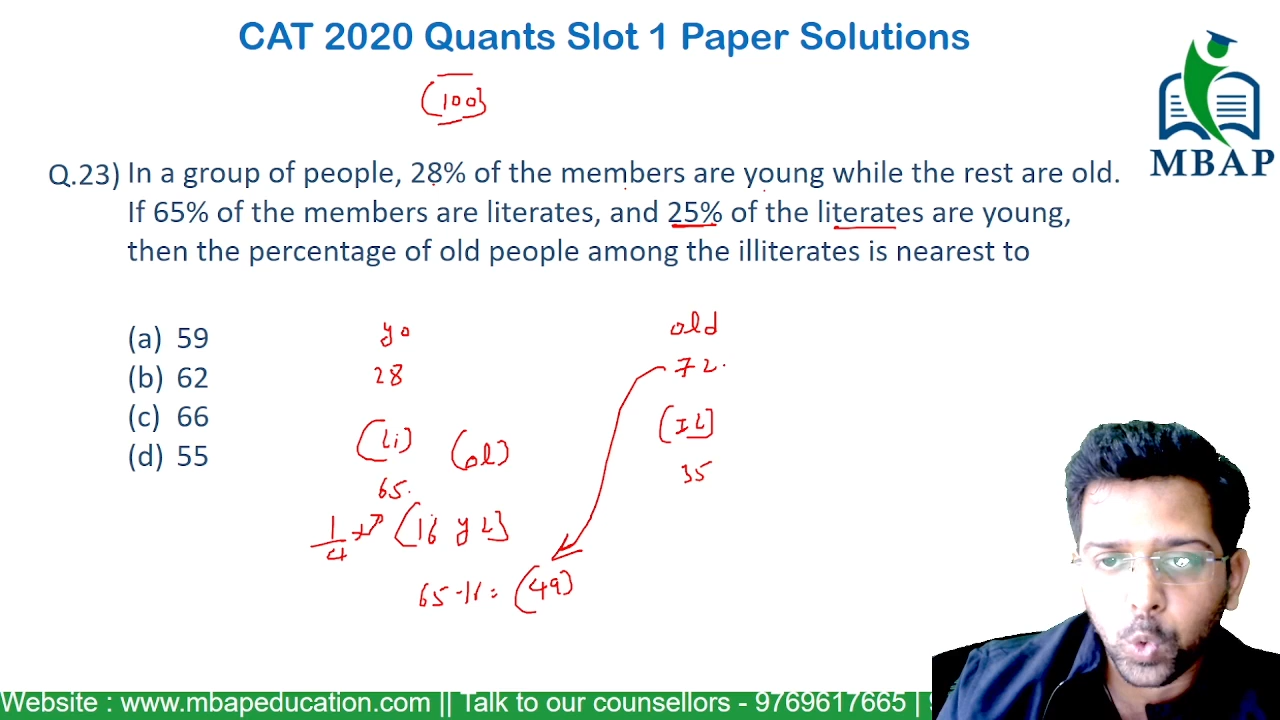 CAT 2020 Quants Slot 1 Paper Solutions
(100)
MBAP
Q.23) In a group of people, 28% of the members are young while the rest are old.
If 65% of the members are literates, and 25% of the literates are young,
then the percentage of old people among the illiterates is nearest to
(a) 59
(b) 62
(c) 66
(d) 55
yo
28
(Li) (ol)
65.
1/4 × (16 y L]
65-16 = (49)
old
72.
(IL]
35
Website : www.mbapeducation.com || Talk to our counsellors - 9769617665 |